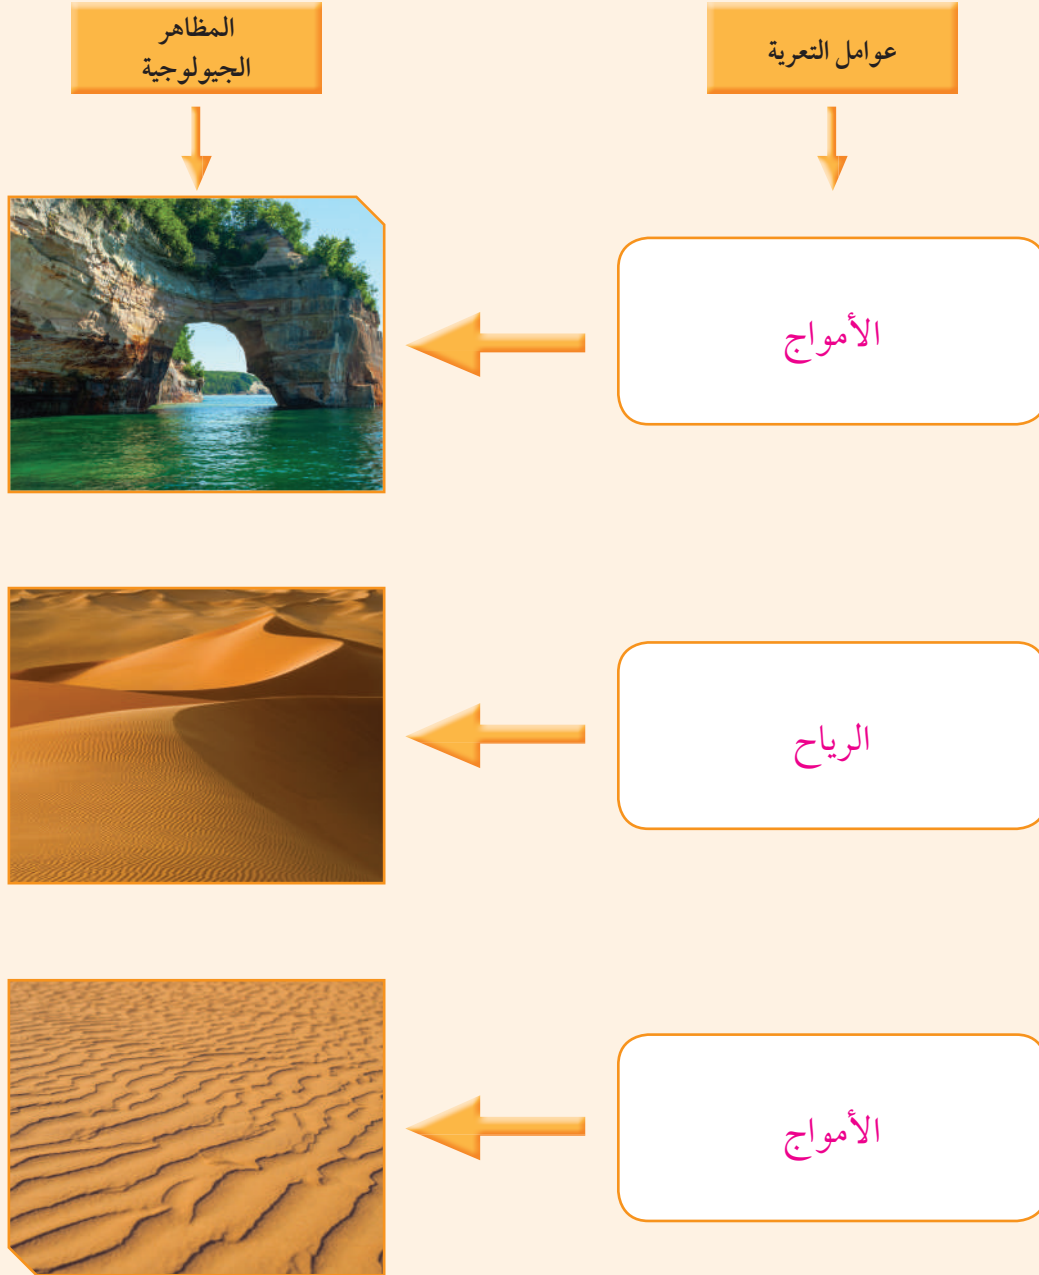 عوامل التعرية
المظاهر
الجيولوجية
الأمواج
الرياح
الأمواج